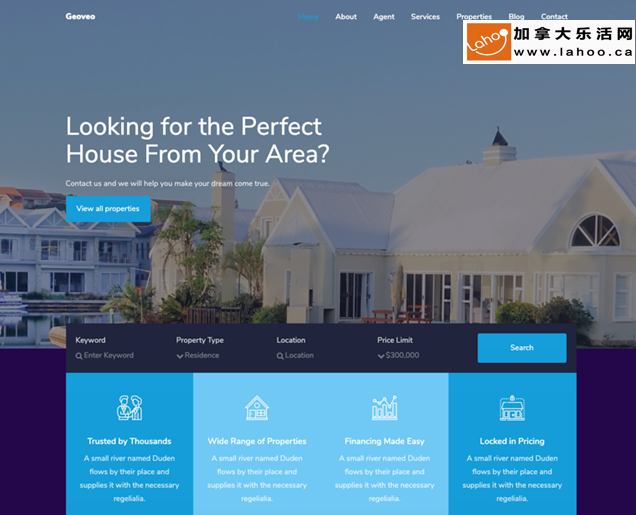 Geoveo
Home About Agent Services Properties Blog Contact
Lahoo
加拿大乐活网
www.lahoo.ca
Looking for the Perfect
House From Your Area?
Contact us and we will help you make your dream come true.
View all properties
Keyword Property Type Location Price Limit
Enter Keyword Residence Location $300,000
Search
Trusted by Thousands
A small river named Duden
flows by their place and
supplies it with the necessary
regelialia.
Wide Range of Properties
A small river named Duden
flows by their place and
supplies it with the necessary
regelialia.
Financing Made Easy
A small river named Duden
flows by their place and
supplies it with the necessary
regelialia.
Locked in Pricing
A small river named Duden
flows by their place and
supplies it with the necessary
regelialia.